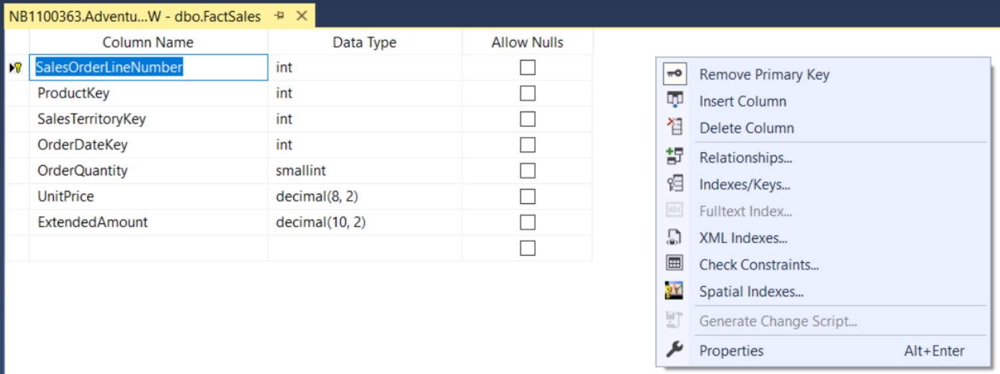 NB1100363.Adventu...W - dbo.FactSales
Column Name Data Type Allow Nulls
SalesOrderLineNumber int
ProductKey int
SalesTerritoryKey int
OrderDateKey int
OrderQuantity smallint
UnitPrice decimal(8, 2)
ExtendedAmount decimal(10, 2)
Remove Primary Key
Insert Column
Delete Column
Relationships...
Indexes/Keys...
abc Fulltext Index...
XML Indexes...
Check Constraints...
Spatial Indexes...
Generate Change Script...
Properties Alt+Enter